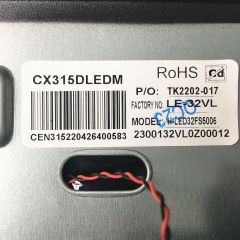 CX315DLEDM
RoHS
P/O: TK2202-017
FACTORY NO: LE-32VL
MODEL: H-LED32FS5006
CEN315220426400583
2300132VL0Z00012